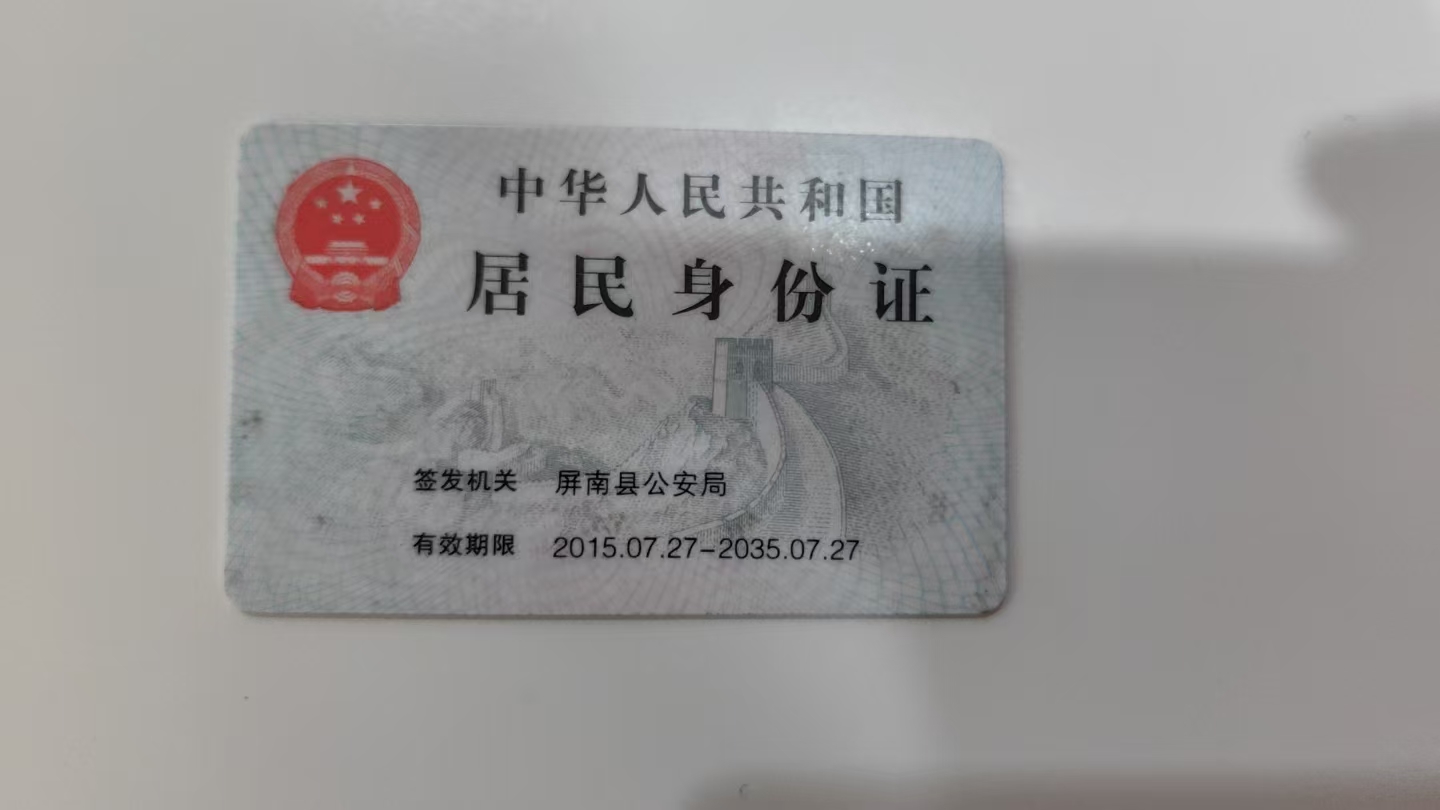 中华人民共和国
居民身份证
签发机关 屏南县公安局
有效期限 2015.07.27-2035.07.27